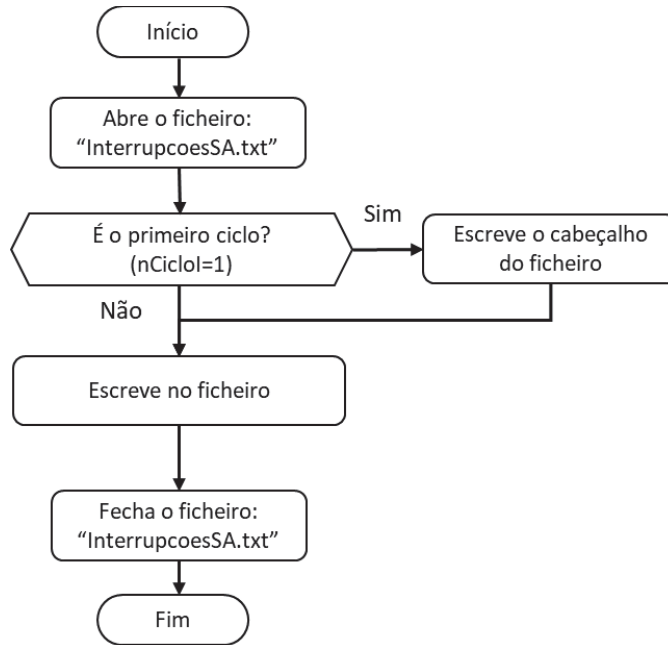 Início
Abre o ficheiro:
“InterrupcoesSA.txt”
É o primeiro ciclo?
(nCicloI=1)
Sim
Escreve o cabeçalho
do ficheiro
Não
Escreve no ficheiro
Fecha o ficheiro:
“InterrupcoesSA.txt”
Fim